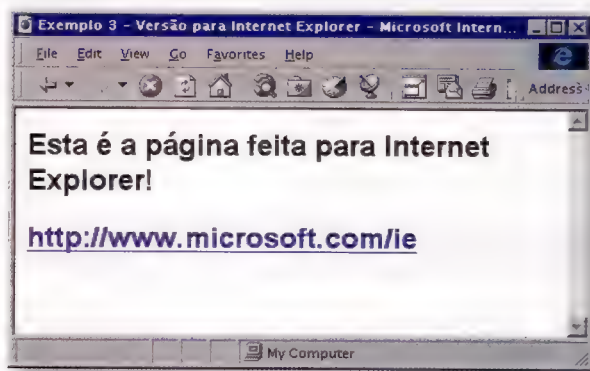 Exemplo 3 - Versão para Internet Explorer - Microsoft Intern...
File Edit View Go Favorites Help
Address
Esta é a página feita para Internet
Explorer!
http://www.microsoft.com/ie
My Computer